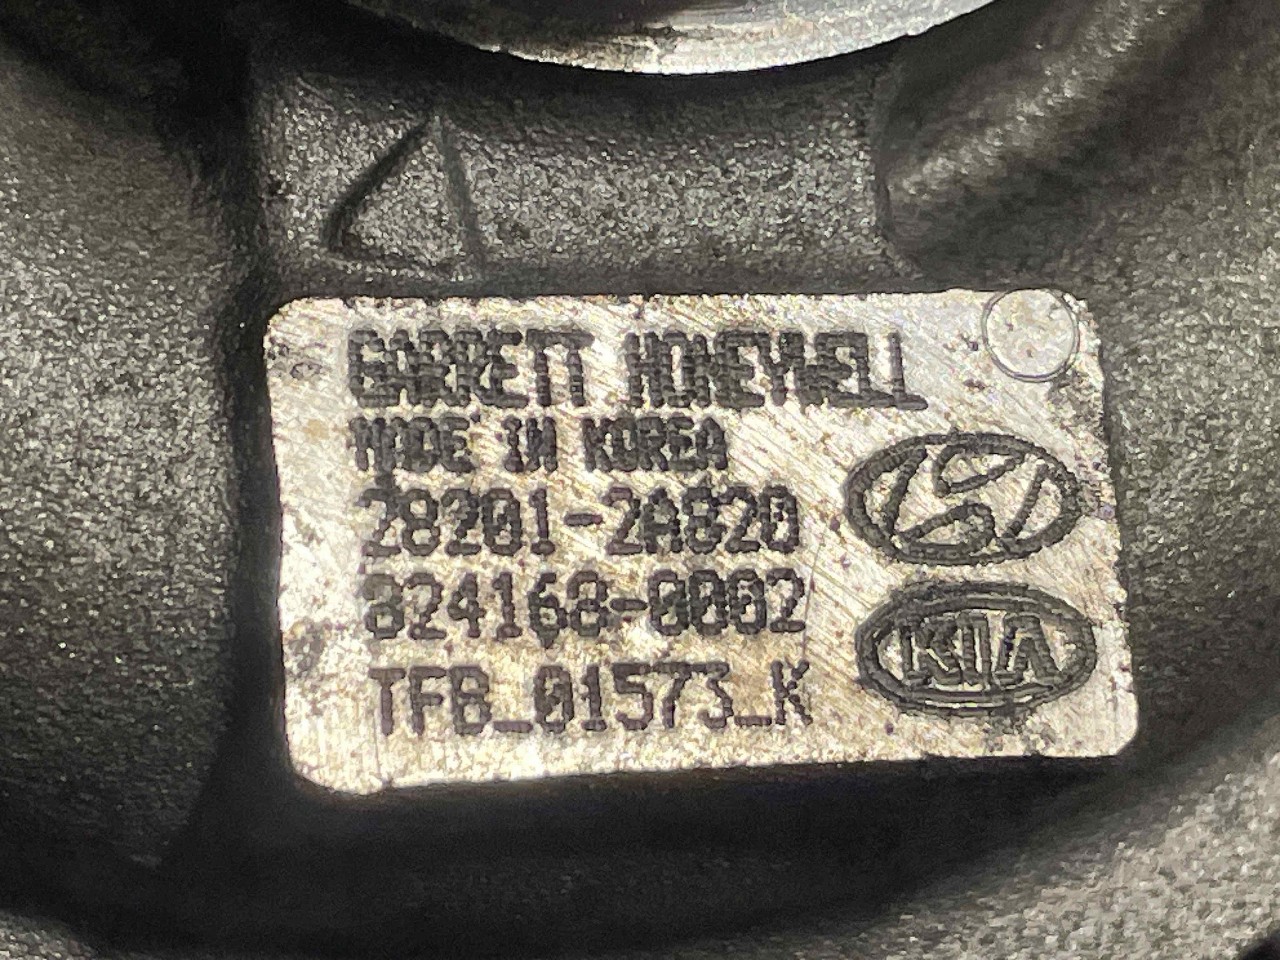 GARRETT HONEYWELL
MADE IN KOREA
28201-2A820
824168-0002
TFB_01573_K
KIA